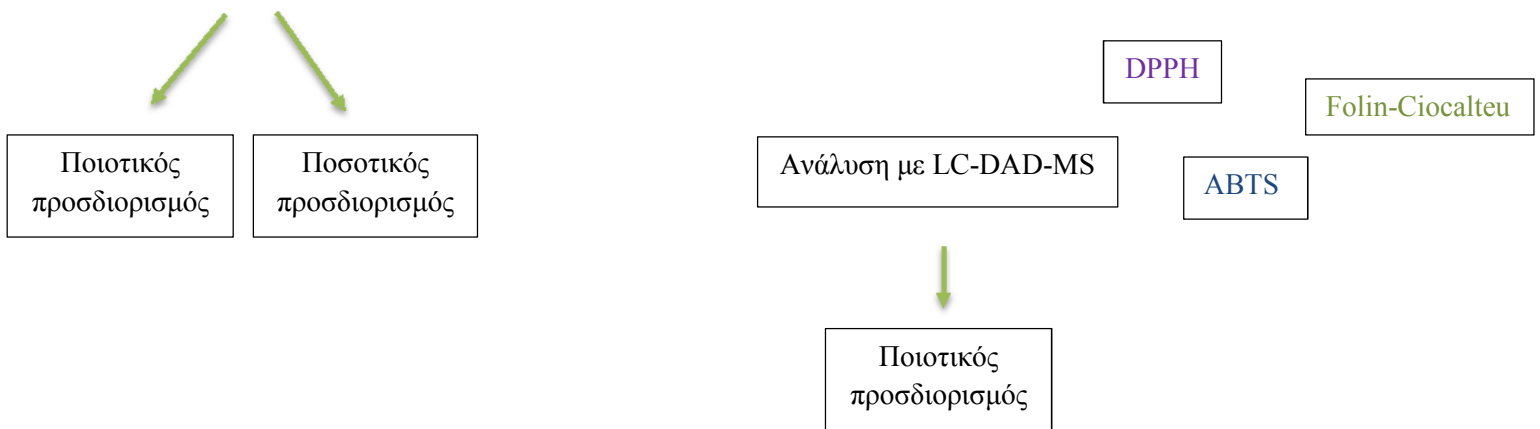 Ποιοτικός
προσδιορισμός
Ποσοτικός
προσδιορισμός
Ανάλυση με LC-DAD-MS
DPPH
Folin-Ciocalteu
ABTS
Ποιοτικός
προσδιορισμός